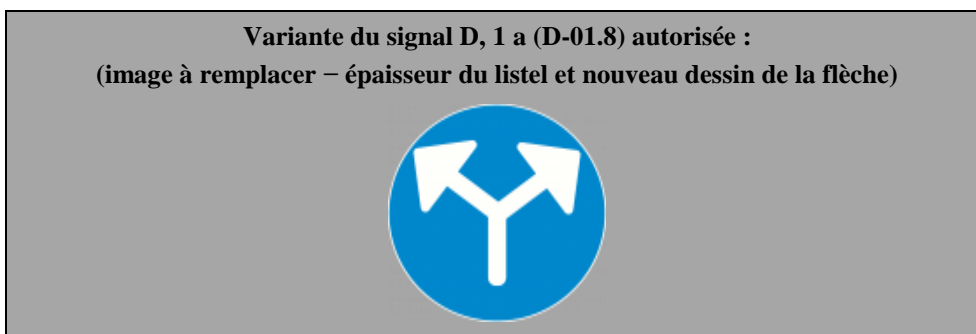 Variante du signal D, 1 a (D-01.8) autorisée :
(image à remplacer − épaisseur du listel et nouveau dessin de la flèche)